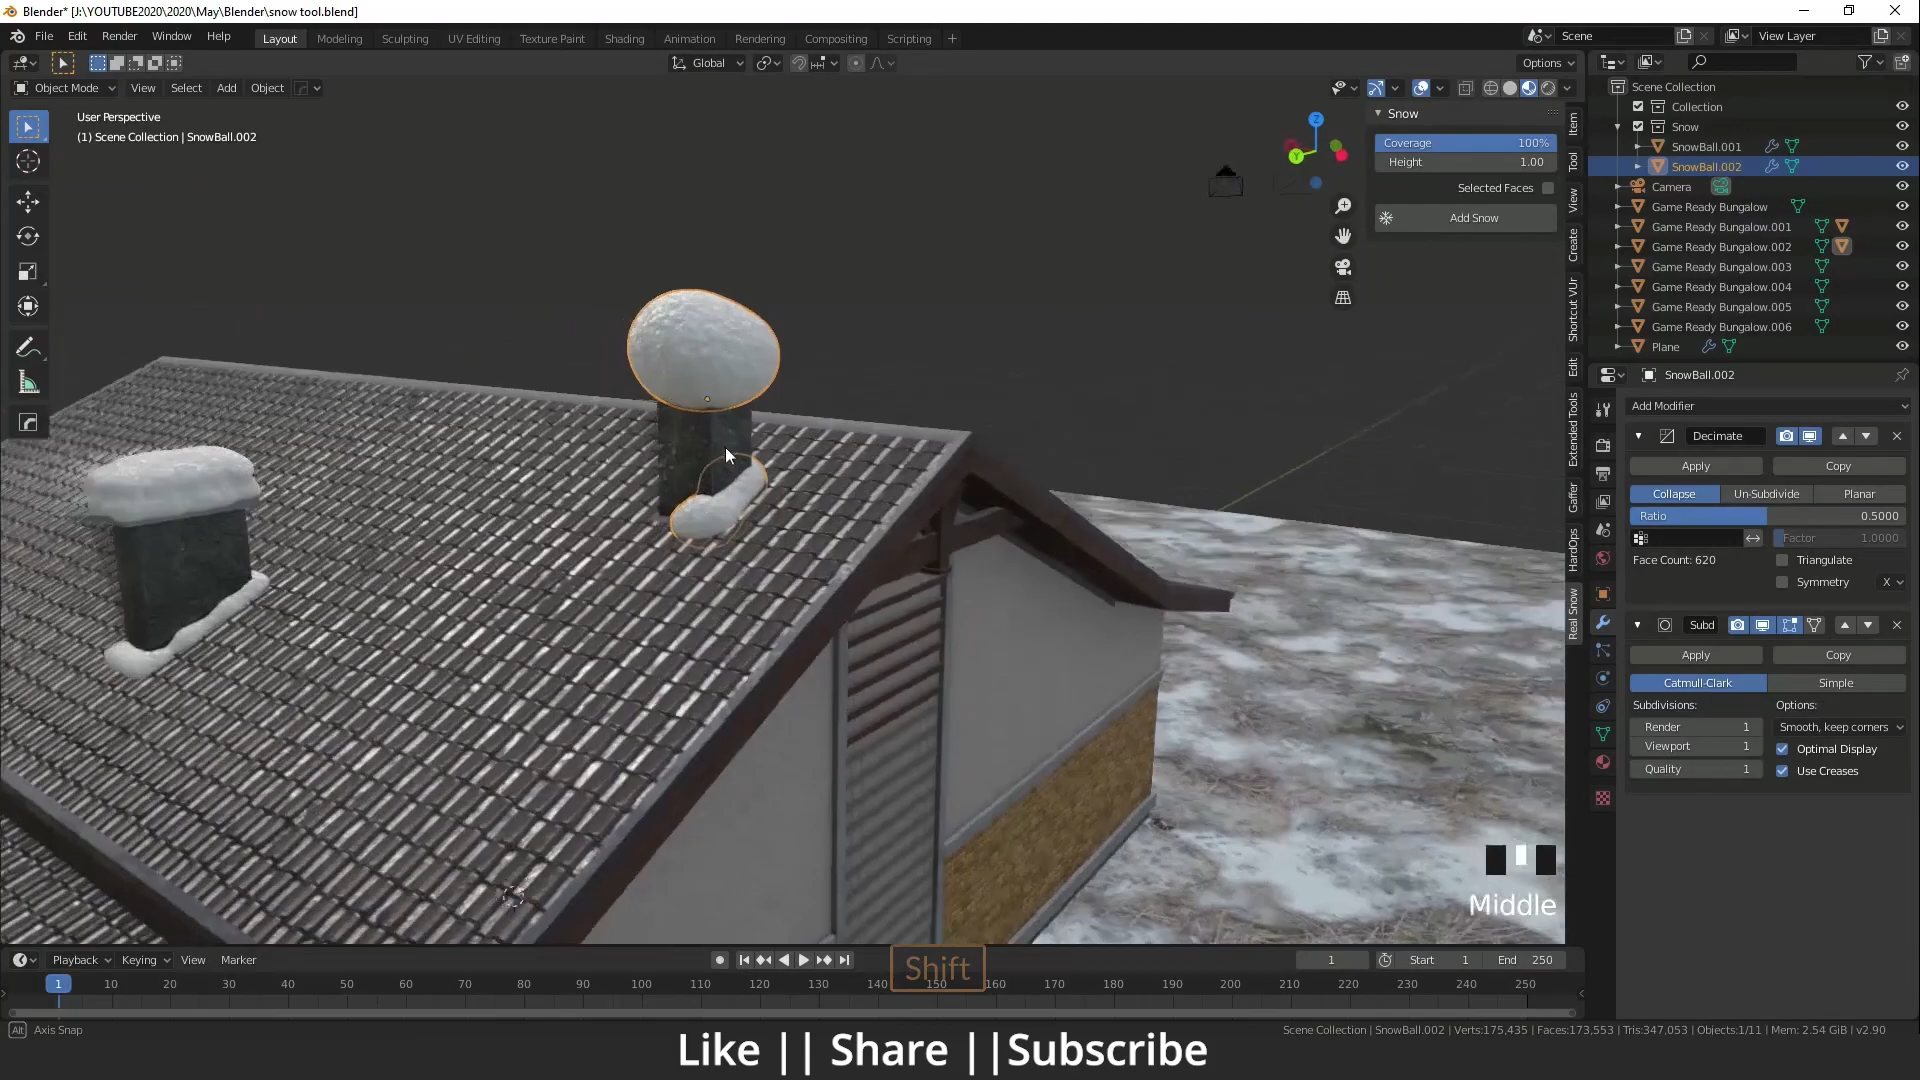 Blender* [J:\YOUTUBE2020\2020\May\Blender\snow tool.blend]
File Edit Render Window Help
Layout Modeling Sculpting UV Editing Texture Paint Shading Animation Rendering Compositing Scripting +
Scene
View Layer
Global
Options
Object Mode View Select Add Object
User Perspective
(1) Scene Collection | SnowBall.002
Z
Y
Snow
Coverage 100%
Height 1.00
Selected Faces
Add Snow
Item
Tool
View
Create
Shortcut VUr
Edit
Extended Tools
Gaffer
HardOps
Real Snow
Scene Collection
Collection
Snow
SnowBall.001
SnowBall.002
Camera
Game Ready Bungalow
Game Ready Bungalow.001
Game Ready Bungalow.002
Game Ready Bungalow.003
Game Ready Bungalow.004
Game Ready Bungalow.005
Game Ready Bungalow.006
Plane
SnowBall.002
Add Modifier
Decimate
Apply Copy
Collapse Un-Subdivide Planar
Ratio 0.5000
Factor 1.0000
Face Count: 620 Triangulate
Symmetry X
Subd
Apply Copy
Catmull-Clark Simple
Subdivisions: Options:
Render 1 Smooth, keep corners
Viewport 1 Optimal Display
Quality 1 Use Creases
Middle
Shift
Playback Keying View Marker
1 Start 1 End 250
1 10 20 30 40 50 60 70 80 90 100 110 120 130 140 150 160 170 180 190 200 210 220 230 240 250
Alt Axis Snap
Scene Collection | SnowBall.002 | Verts:175,435 | Faces:173,553 | Tris:347,053 | Objects:1/11 | Mem: 2.54 GiB | v2.90
Like || Share ||Subscribe